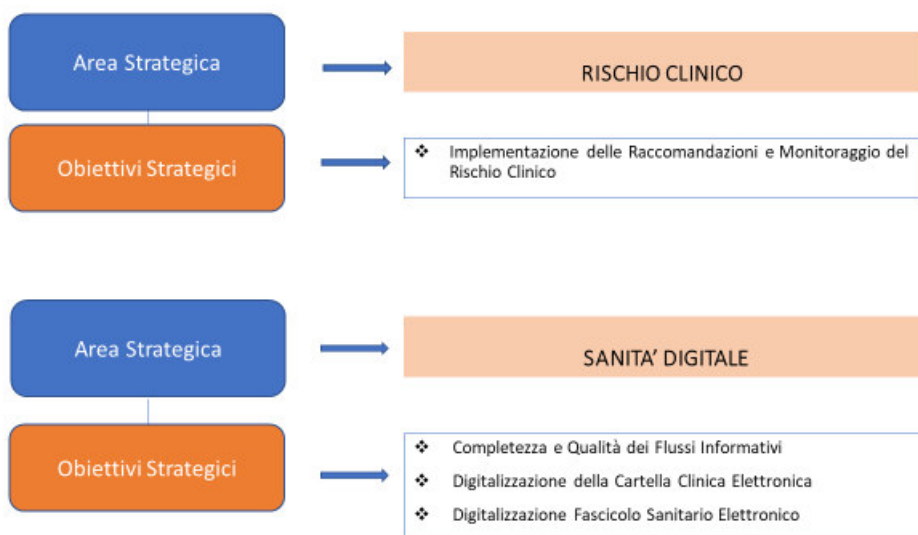 Area Strategica
RISCHIO CLINICO
Obiettivi Strategici
❖ Implementazione delle Raccomandazioni e Monitoraggio del
Rischio Clinico
Area Strategica
SANITA’ DIGITALE
Obiettivi Strategici
❖ Completezza e Qualità dei Flussi Informativi
❖ Digitalizzazione della Cartella Clinica Elettronica
❖ Digitalizzazione Fascicolo Sanitario Elettronico